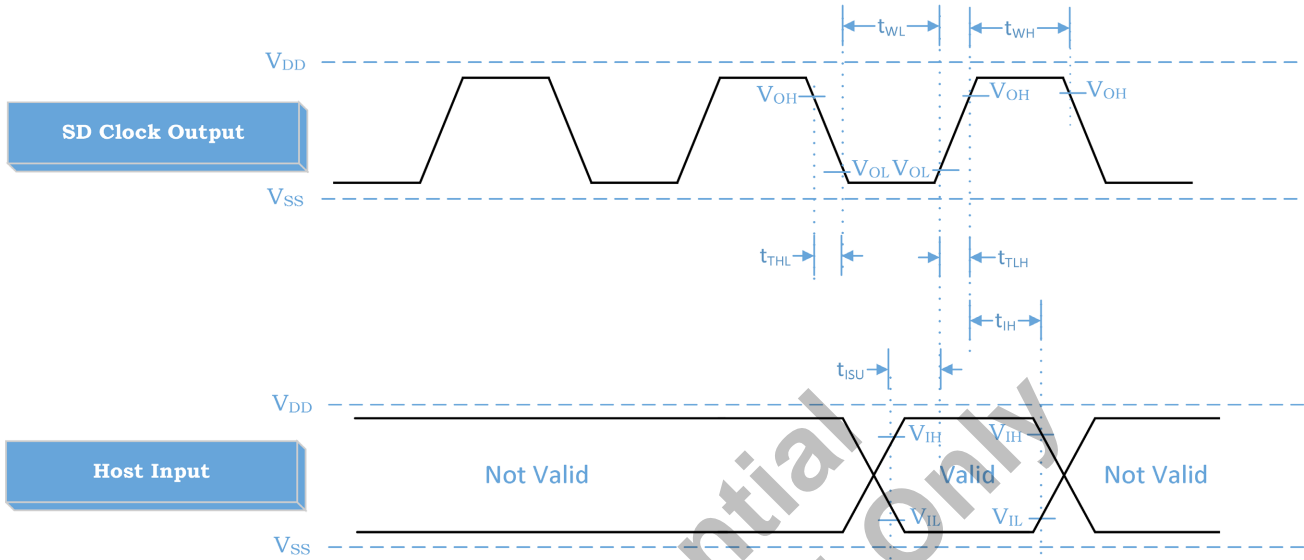 tWL
tWH
VDD
VOH
VOH
VOH
SD Clock Output
VOL VOL
VSS
tTHL
tTLH
tIH
tISU
VDD
VIH
VIH
Host Input
Not Valid
Valid
Not Valid
VIL
VIL
VSS
Only